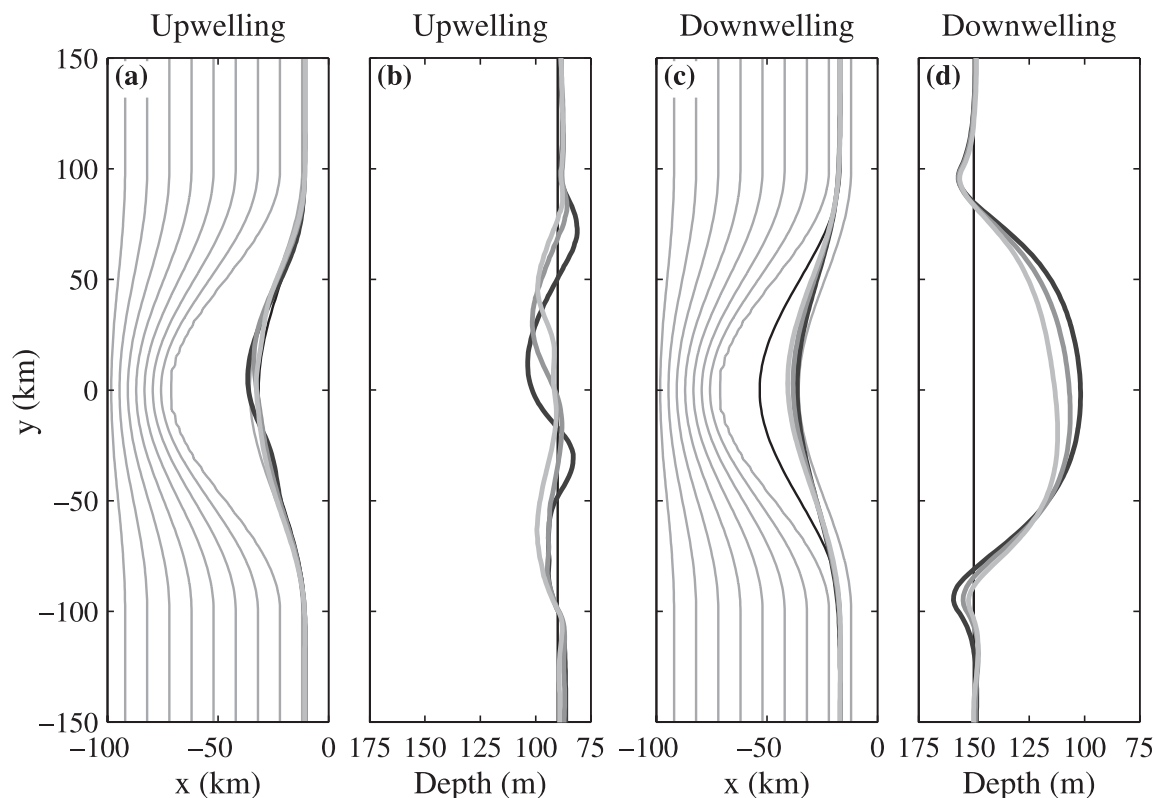 Upwelling Upwelling Downwelling Downwelling
(a) (b) (c) (d)
150
100
50
0
−50
−100
−150
y (km)
−100 −50 0 175 150 125 100 75 −100 −50 0 175 150 125 100 75
x (km) Depth (m) x (km) Depth (m)